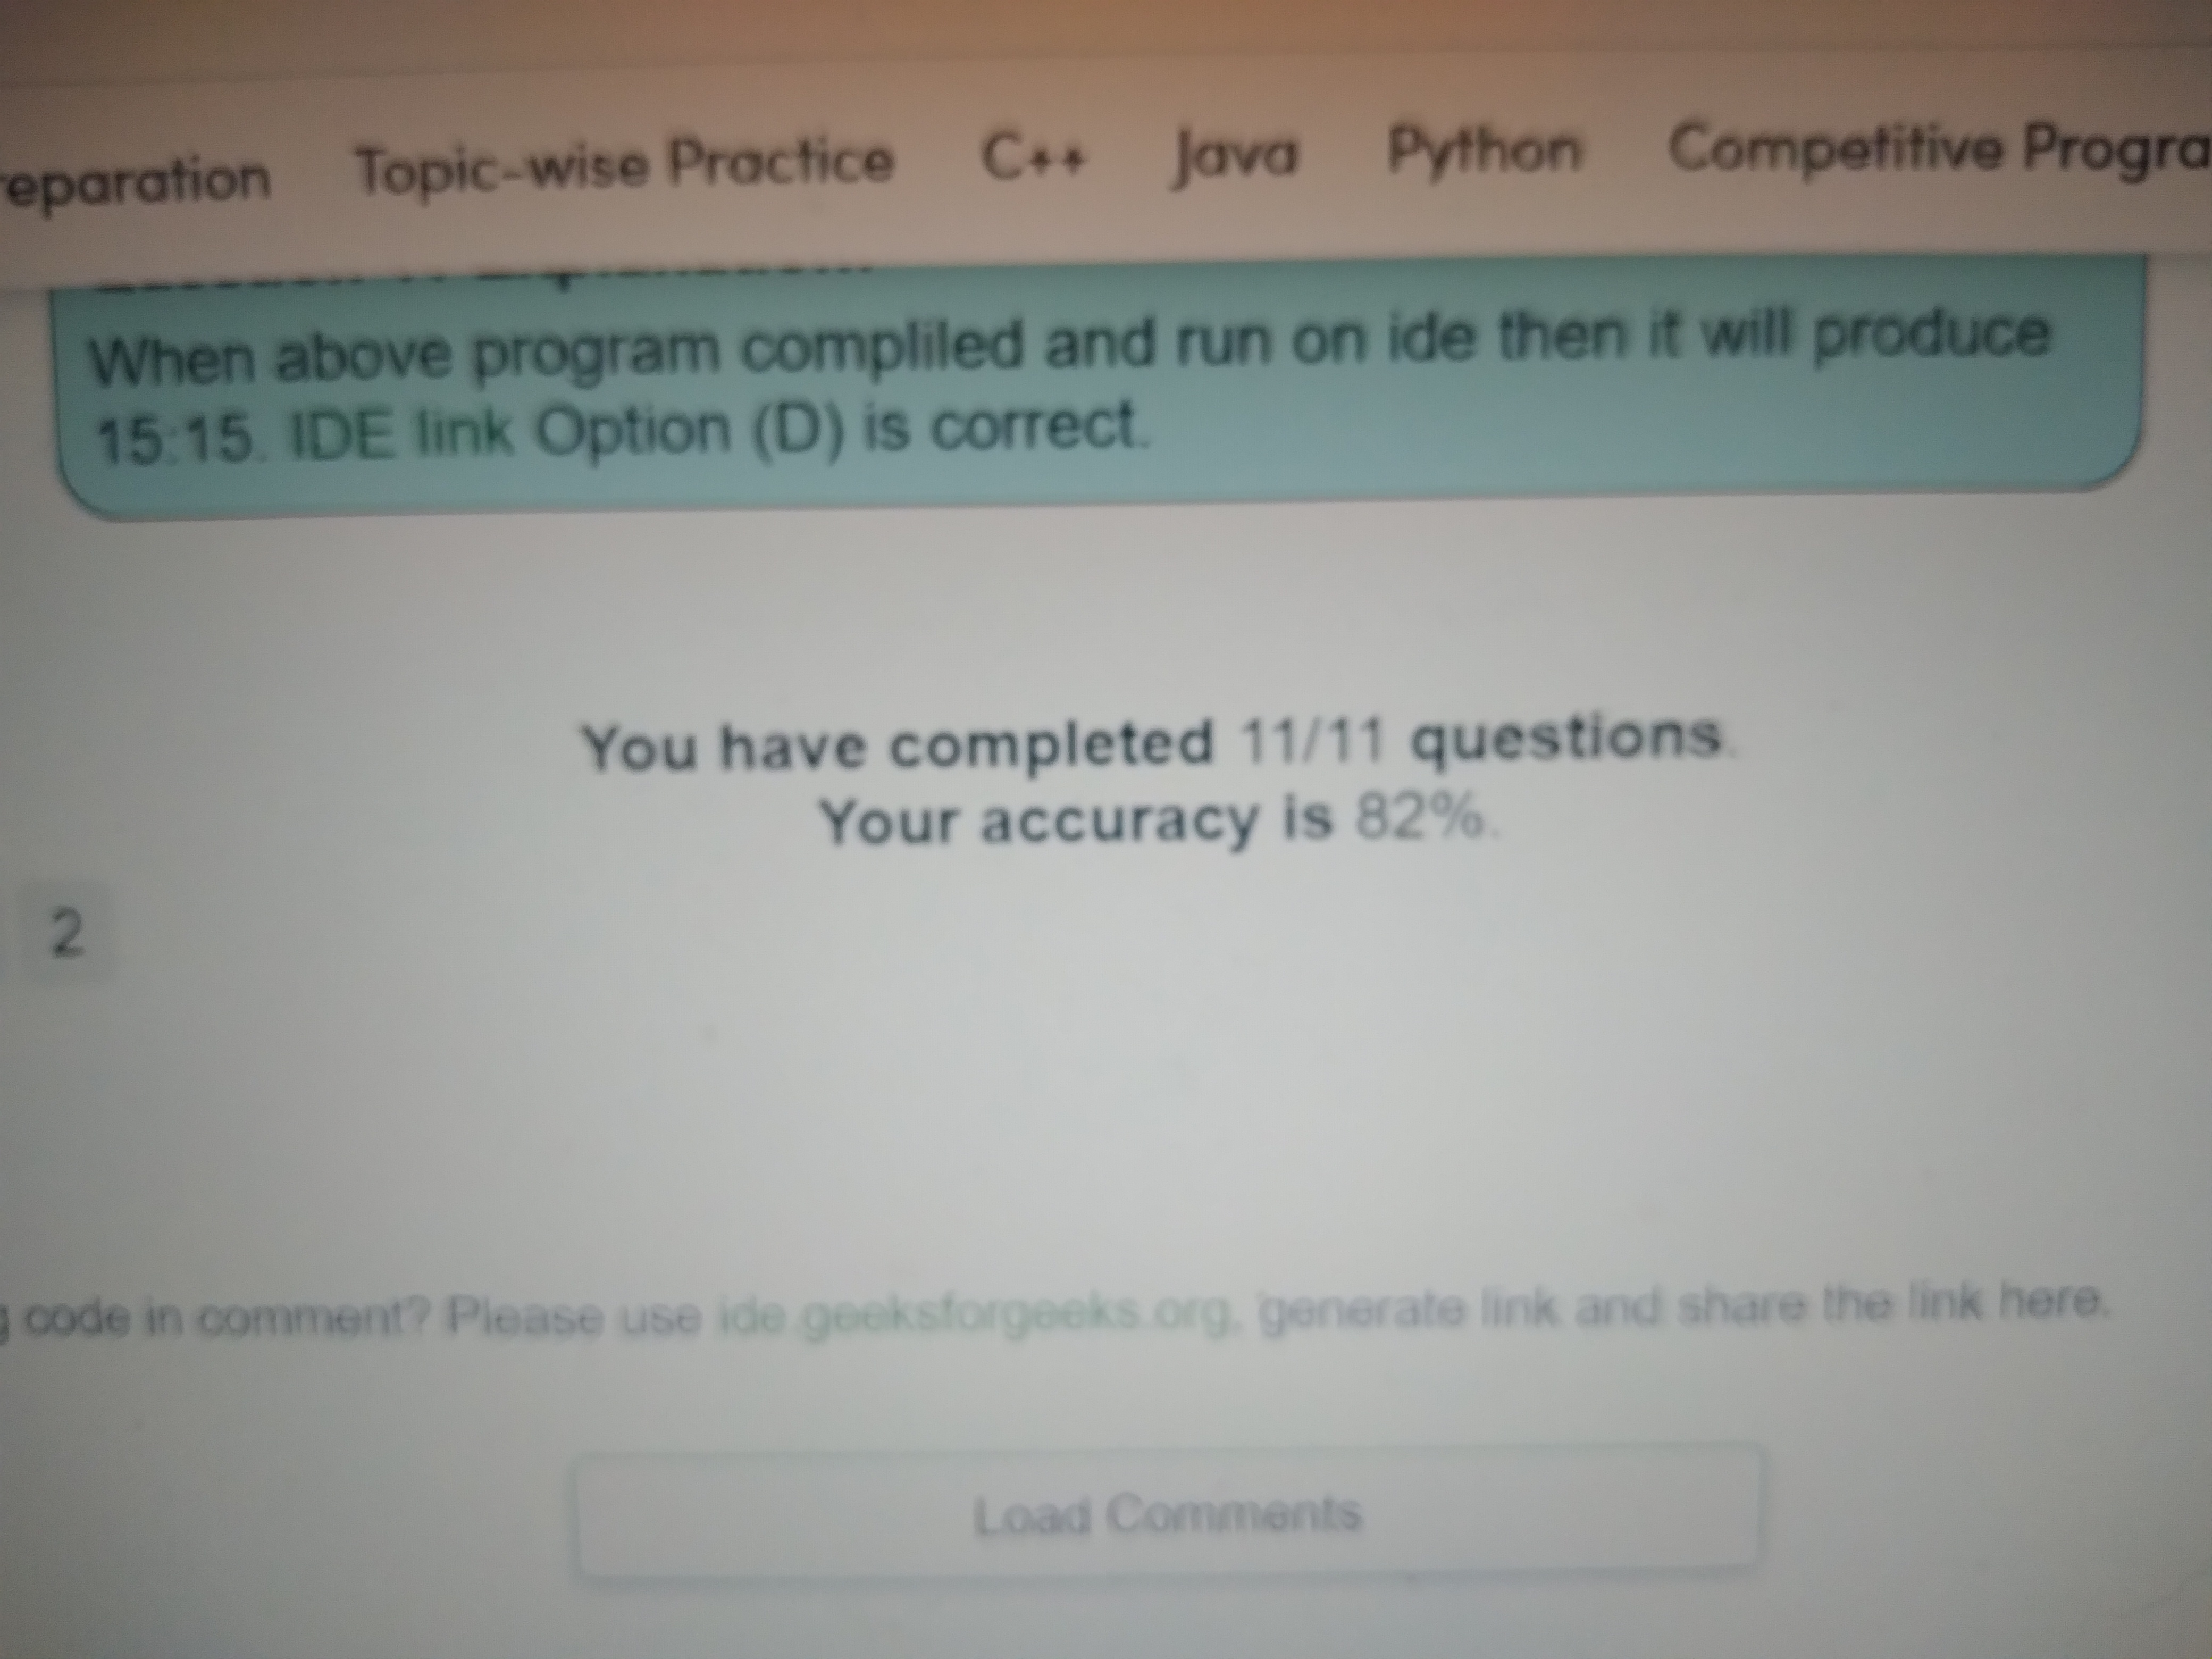 eparation Topic-wise Practice C++ Java Python Competitive Progra
When above program complliled and run on ide then it will produce
15:15. IDE link Option (D) is correct.
You have completed 11/11 questions.
Your accuracy is 82%.
2
g code in comment? Please use ide.geeksforgeeks.org, generate link and share the link here.
Load Comments